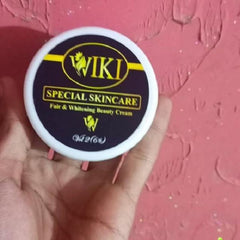 WIKI
SPECIAL SKINCARE
Fair & Whitening Beauty Cream